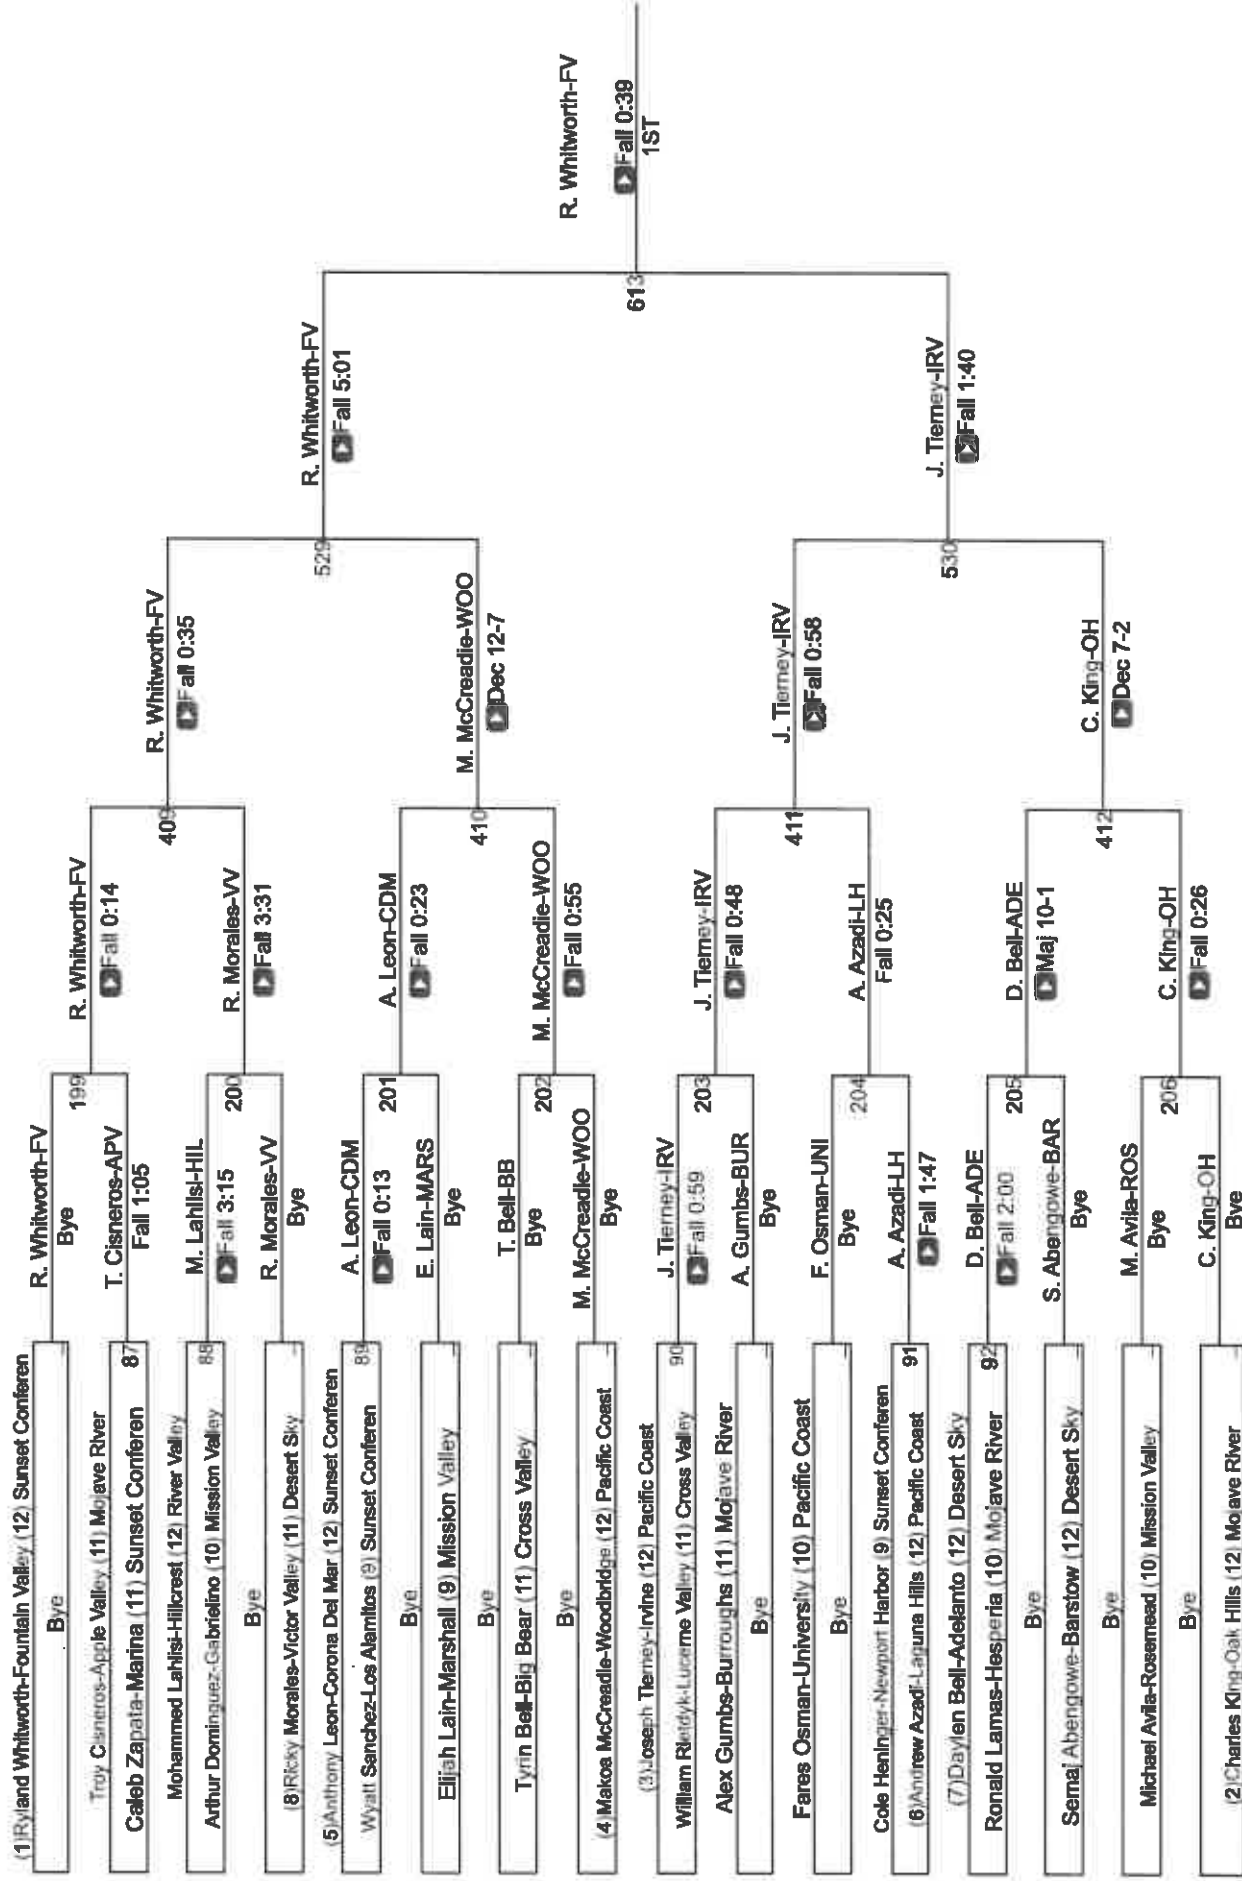 (1)Ryland Whitworth-Fountain Valley (12) Sunset Conferen
Bye
Troy Cisneros-Apple Valley (11) Mojave River
Caleb Zapata-Marina (11) Sunset Conferen
87
Mohammed Lahlisi-Hillcrest (12) River Valley
Arthur Dominguez-Gabrielino (10) Mission Valley
88
Bye
(8)Ricky Morales-Victor Valley (11) Desert Sky
(5)Anthony Leon-Corona Del Mar (12) Sunset Conferen
Wyatt Sanchez-Los Alamitos (9) Sunset Conferen
89
Bye
Elijah Lain-Marshall (9) Mission Valley
Bye
Tyrin Bell-Big Bear (11) Cross Valley
Bye
(4)Makoa McCreadie-Woodbridge (12) Pacific Coast
(3)Joseph Tierney-Irvine (12) Pacific Coast
William Rietdyk-Lucerne Valley (11) Cross Valley
90
Alex Gumbs-Burroughs (11) Mojave River
Bye
Fares Osman-University (10) Pacific Coast
Bye
Cole Heninger-Newport Harbor (9) Sunset Conferen
(6)Andrew Azadi-Laguna Hills (12) Pacific Coast
91
(7)Daylen Bell-Adelanto (12) Desert Sky
Ronald Lamas-Hesperia (10) Mojave River
92
Bye
Semaj Abengowe-Barstow (12) Desert Sky
Bye
Michael Avila-Rosemead (10) Mission Valley
Bye
(2)Charles King-Oak Hills (12) Mojave River
R. Whitworth-FV
Bye
199
T. Cisneros-APV
Fall 1:05
M. Lahlisi-HIL
Fall 3:15
200
R. Morales-VV
Bye
A. Leon-CDM
Fall 0:13
201
E. Lain-MARS
Bye
T. Bell-BB
Bye
202
M. McCreadie-WOO
Bye
J. Tierney-IRV
Fall 0:59
203
A. Gumbs-BUR
Bye
F. Osman-UNI
Bye
204
A. Azadi-LH
Fall 1:47
D. Bell-ADE
Fall 2:00
205
S. Abengowe-BAR
Bye
M. Avila-ROS
Bye
206
C. King-OH
Bye
R. Whitworth-FV
Fall 0:14
409
R. Morales-VV
Fall 3:31
A. Leon-CDM
Fall 0:23
410
M. McCreadie-WOO
Fall 0:55
J. Tierney-IRV
Fall 0:48
411
A. Azadi-LH
Fall 0:25
D. Bell-ADE
Maj 10-1
412
C. King-OH
Fall 0:26
R. Whitworth-FV
Fall 0:35
529
M. McCreadie-WOO
Dec 12-7
J. Tierney-IRV
Fall 0:58
530
C. King-OH
Dec 7-2
R. Whitworth-FV
Fall 5:01
613
J. Tierney-IRV
Fall 1:40
R. Whitworth-FV
Fall 0:39
1ST